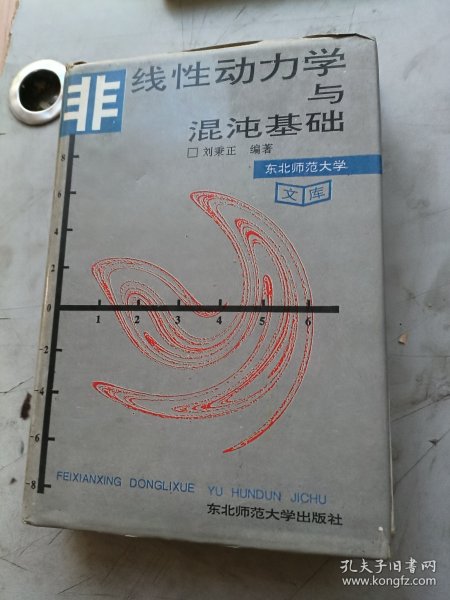 非线性动力学
与
混沌基础
□刘秉正 编著
东北师范大学
文库
8
6
4
2
0
1 2 3 4 5 6
-2
-4
-6
-8
FEIXIANXING DONGLIXUE YU HUNDUN JICHU
东北师范大学出版社
孔夫子旧书网
www.kongfz.com